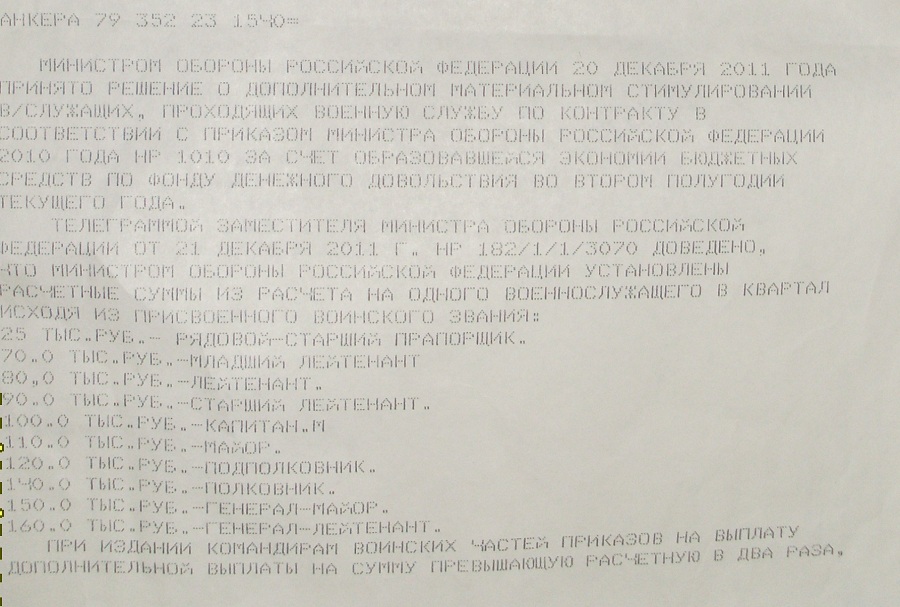 АНКЕРА 79 352 23 1540=
МИНИСТРОМ ОБОРОНЫ РОССИЙСКОЙ ФЕДЕРАЦИИ 20 ДЕКАБРЯ 2011 ГОДА
ПРИНЯТО РЕШЕНИЕ О ДОПОЛНИТЕЛЬНОМ МАТЕРИАЛЬНОМ СТИМУЛИРОВАНИИ
В/СЛУЖАЩИХ, ПРОХОДЯЩИХ ВОЕННУЮ СЛУЖБУ ПО КОНТРАКТУ В
СООТВЕТСТВИИ С ПРИКАЗОМ МИНИСТРА ОБОРОНЫ РОССИЙСКОЙ ФЕДЕРАЦИИ
2010 ГОДА НР 1010 ЗА СЧЕТ ОБРАЗОВАВШЕЙСЯ ЭКОНОМИИ БЮДЖЕТНЫХ
СРЕДСТВ ПО ФОНДУ ДЕНЕЖНОГО ДОВОЛЬСТВИЯ ВО ВТОРОМ ПОЛУГОДИИ
ТЕКУЩЕГО ГОДА.
ТЕЛЕГРАММОЙ ЗАМЕСТИТЕЛЯ МИНИСТРА ОБОРОНЫ РОССИЙСКОЙ
ФЕДЕРАЦИИ ОТ 21 ДЕКАБРЯ 2011 Г. НР 182/1/1/3070 ДОВЕДЕНО,
ЧТО МИНИСТРОМ ОБОРОНЫ РОССИЙСКОЙ ФЕДЕРАЦИИ УСТАНОВЛЕНЫ
РАСЧЕТНЫЕ СУММЫ ИЗ РАСЧЕТА НА ОДНОГО ВОЕННОСЛУЖАЩЕГО В КВАРТАЛ
ИСХОДЯ ИЗ ПРИСВОЕННОГО ВОИНСКОГО ЗВАНИЯ:
25 ТЫС.РУБ.- РЯДОВОЙ-СТАРШИЙ ПРАПОРЩИК.
70.0 ТЫС.РУБ.-МЛАДШИЙ ЛЕЙТЕНАНТ
80,0 ТЫС.РУБ.-ЛЕЙТЕНАНТ.
90.0 ТЫС.РУБ.-СТАРШИЙ ЛЕЙТЕНАНТ.
100.0 ТЫС.РУБ.-КАПИТАН.М
110.0 ТЫС.РУБ.-МАЙОР.
120.0 ТЫС.РУБ.-ПОДПОЛКОВНИК.
140.0 ТЫС.РУБ.-ПОЛКОВНИК.
150.0 ТЫС.РУБ.-ГЕНЕРАЛ-МАЙОР.
160.0 ТЫС.РУБ.-ГЕНЕРАЛ-ЛЕЙТЕНАНТ.
ПРИ ИЗДАНИИ КОМАНДИРАМ ВОИНСКИХ ЧАСТЕЙ ПРИКАЗОВ НА ВЫПЛАТУ
ДОПОЛНИТЕЛЬНОЙ ВЫПЛАТЫ НА СУММУ ПРЕВЫШАЮЩУЮ РАСЧЕТНУЮ В ДВА РАЗА,